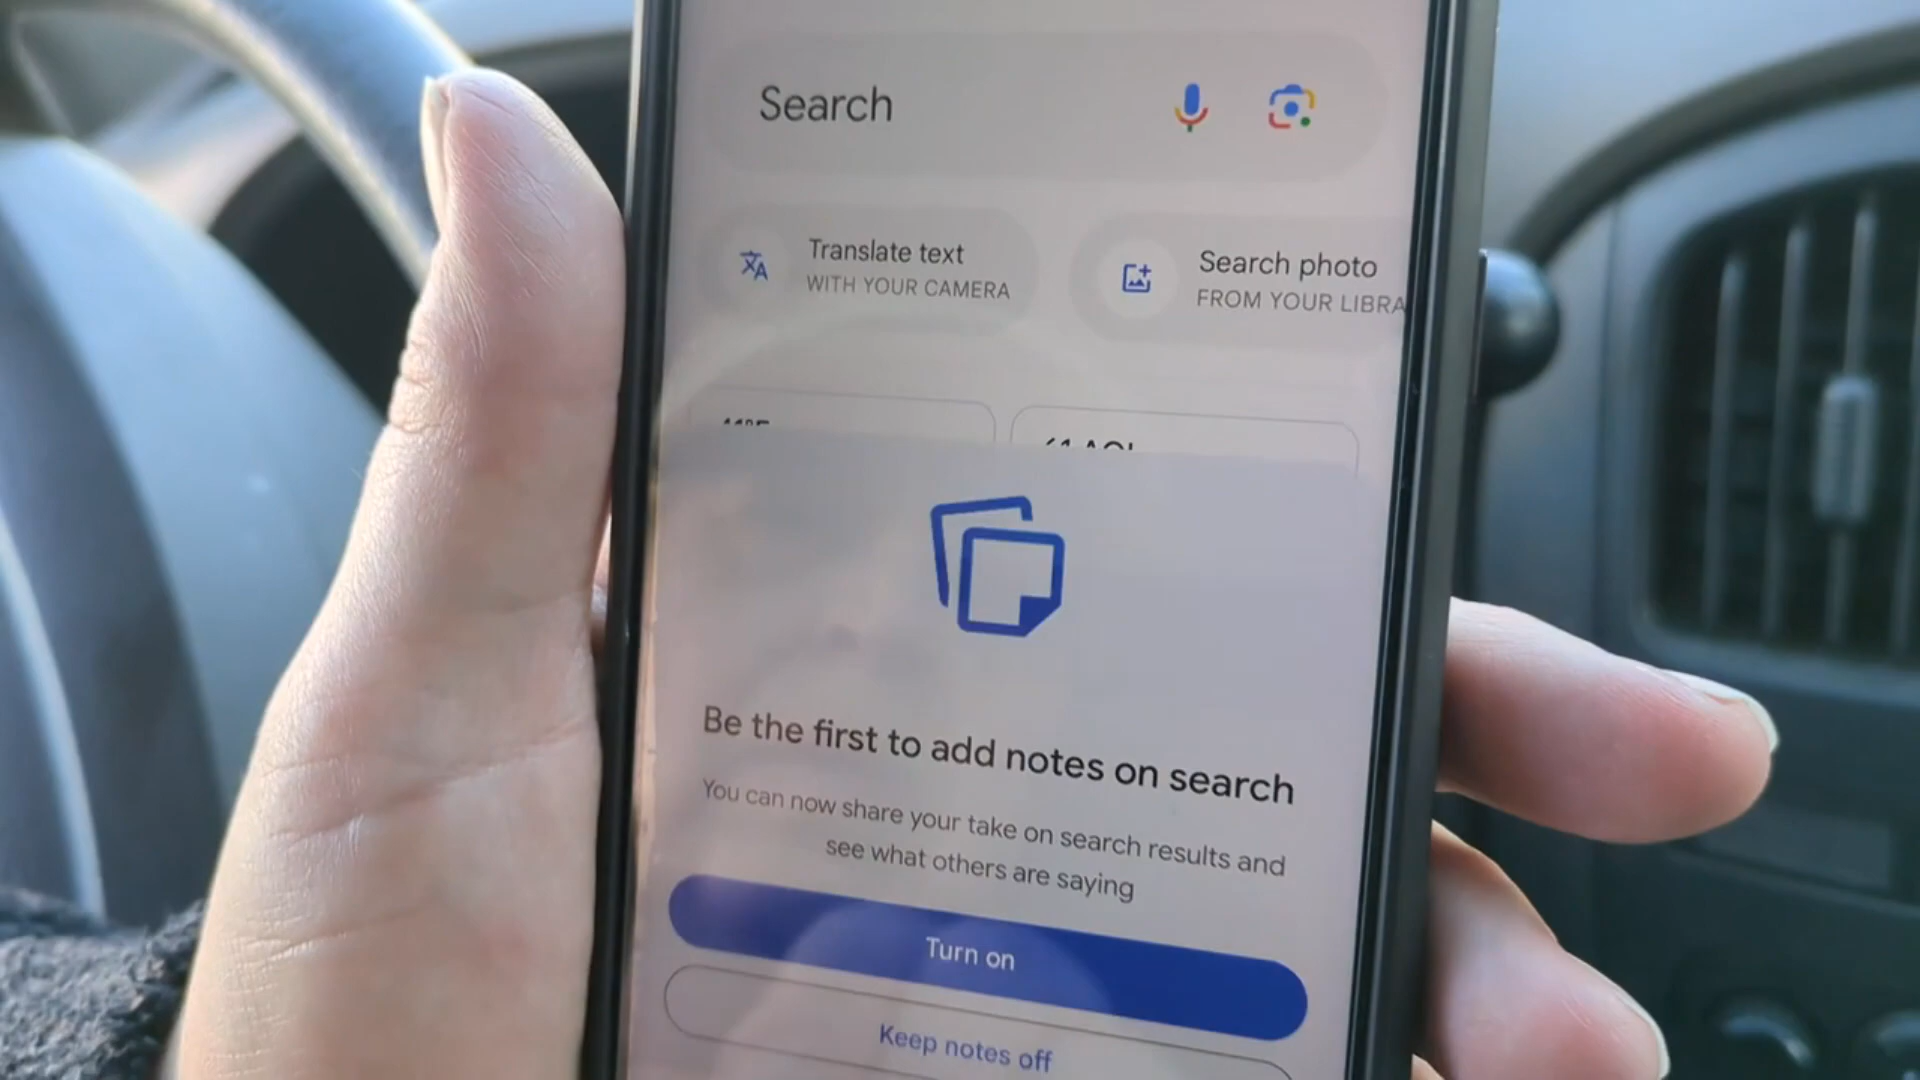 Search
Translate text
WITH YOUR CAMERA
Search photo
FROM YOUR LIBRA
Be the first to add notes on search
You can now share your take on search results and
see what others are saying
Turn on
Keep notes off